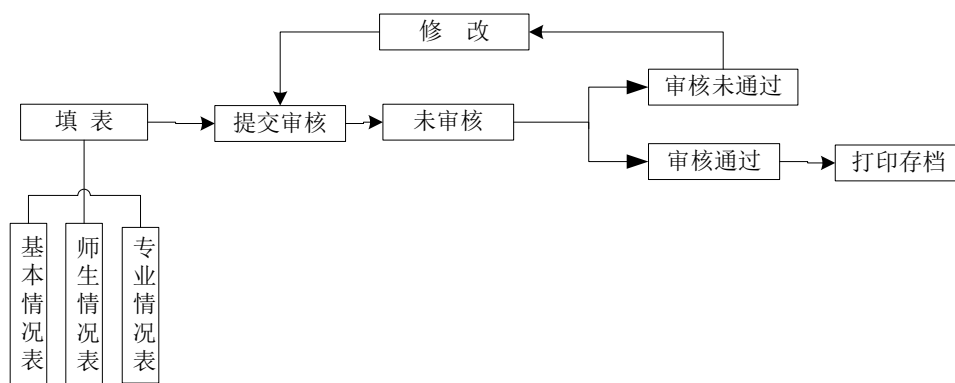 修 改
审核未通过
填 表
提交审核
未审核
审核通过
打印存档
基本情况表
师生情况表
专业情况表